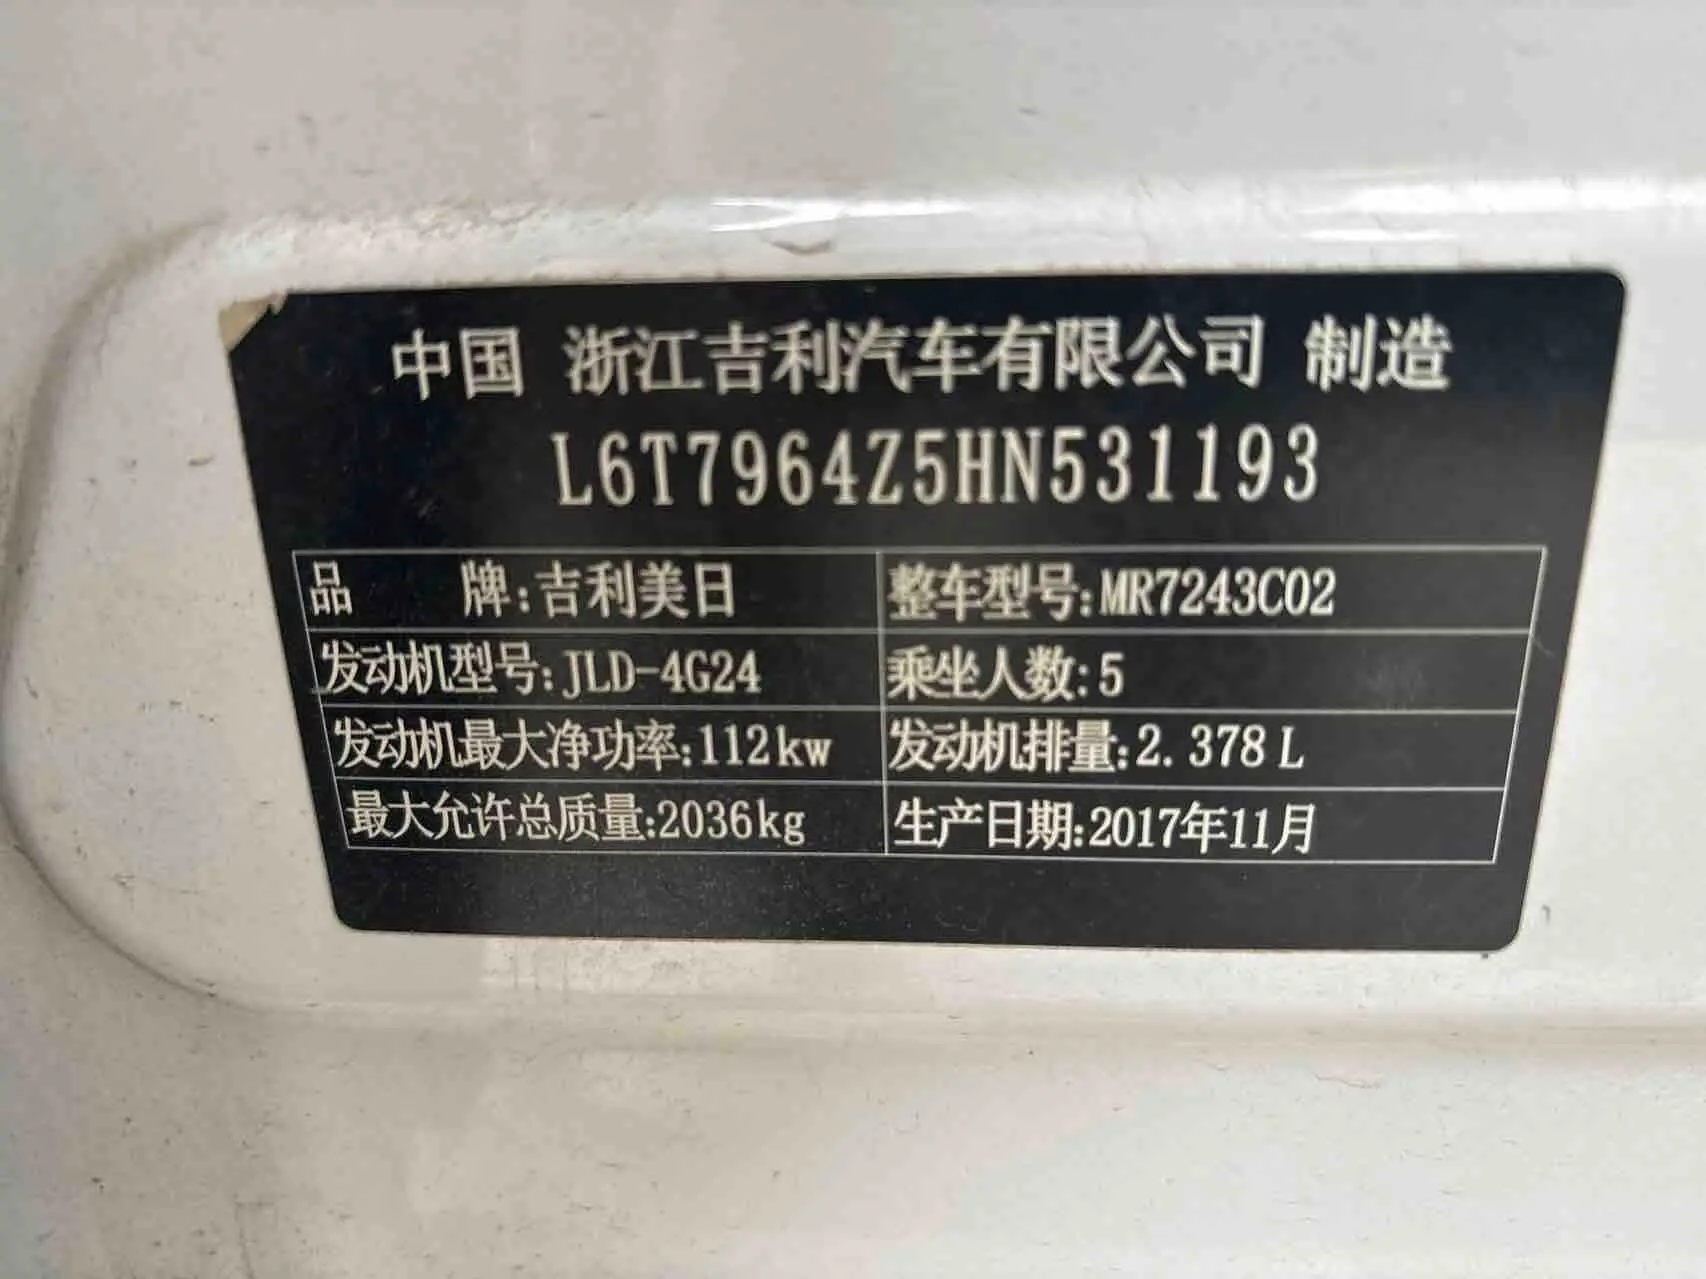 中国 浙江吉利汽车有限公司 制造
L6T7964Z5HN531193
品 牌:吉利美日 整车型号:MR7243C02
发动机型号:JLD-4G24 乘坐人数:5
发动机最大净功率:112kw 发动机排量:2.378L
最大允许总质量:2036kg 生产日期:2017年11月